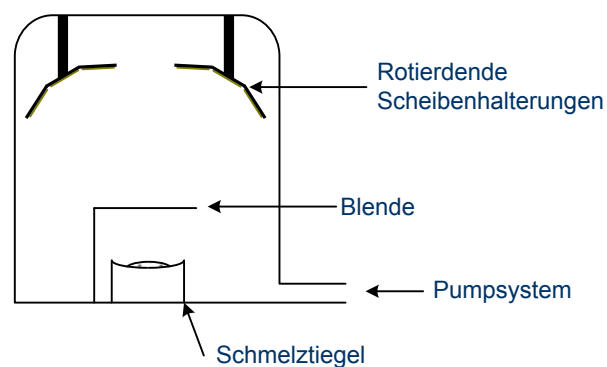 Rotierdende
Scheibenhalterungen
Blende
Pumpsystem
Schmelztiegel